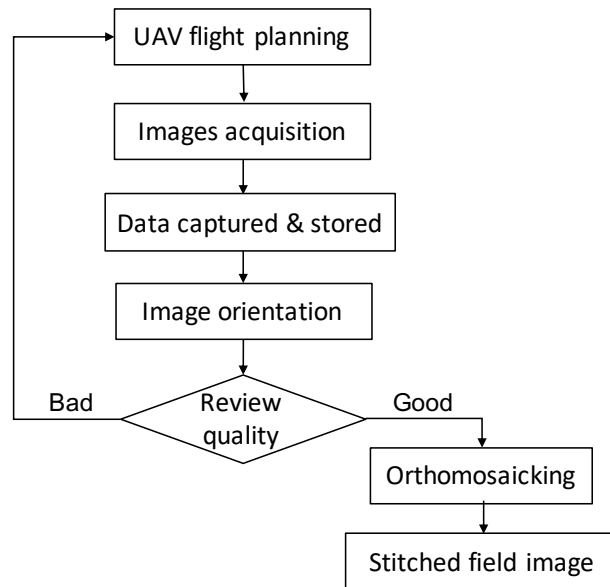 UAV flight planning
Images acquisition
Data captured & stored
Image orientation
Bad
Review
quality
Good
Orthomosaicking
Stitched field image